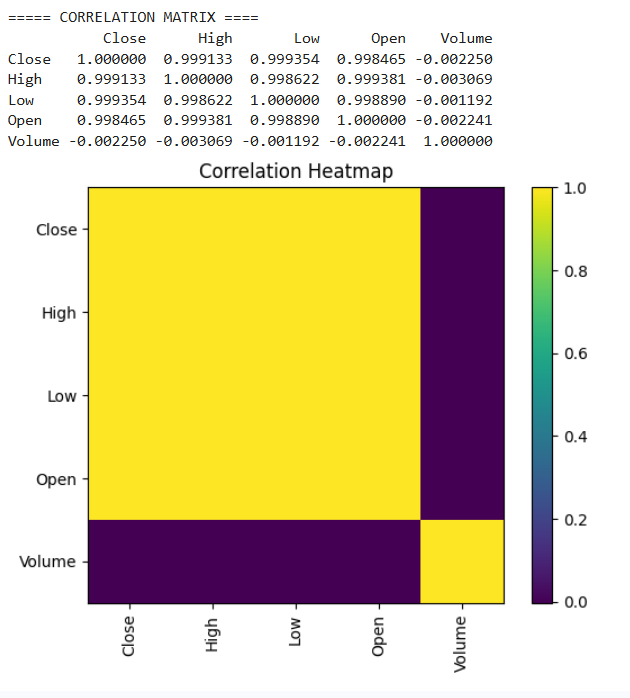 ===== CORRELATION MATRIX ====
Close High Low Open Volume
Close 1.000000 0.999133 0.999354 0.998465 -0.002250
High 0.999133 1.000000 0.998622 0.999381 -0.003069
Low 0.999354 0.998622 1.000000 0.998890 -0.001192
Open 0.998465 0.999381 0.998890 1.000000 -0.002241
Volume -0.002250 -0.003069 -0.001192 -0.002241 1.000000
Correlation Heatmap
Close
High
Low
Open
Volume
Close High Low Open Volume
1.0
0.8
0.6
0.4
0.2
0.0